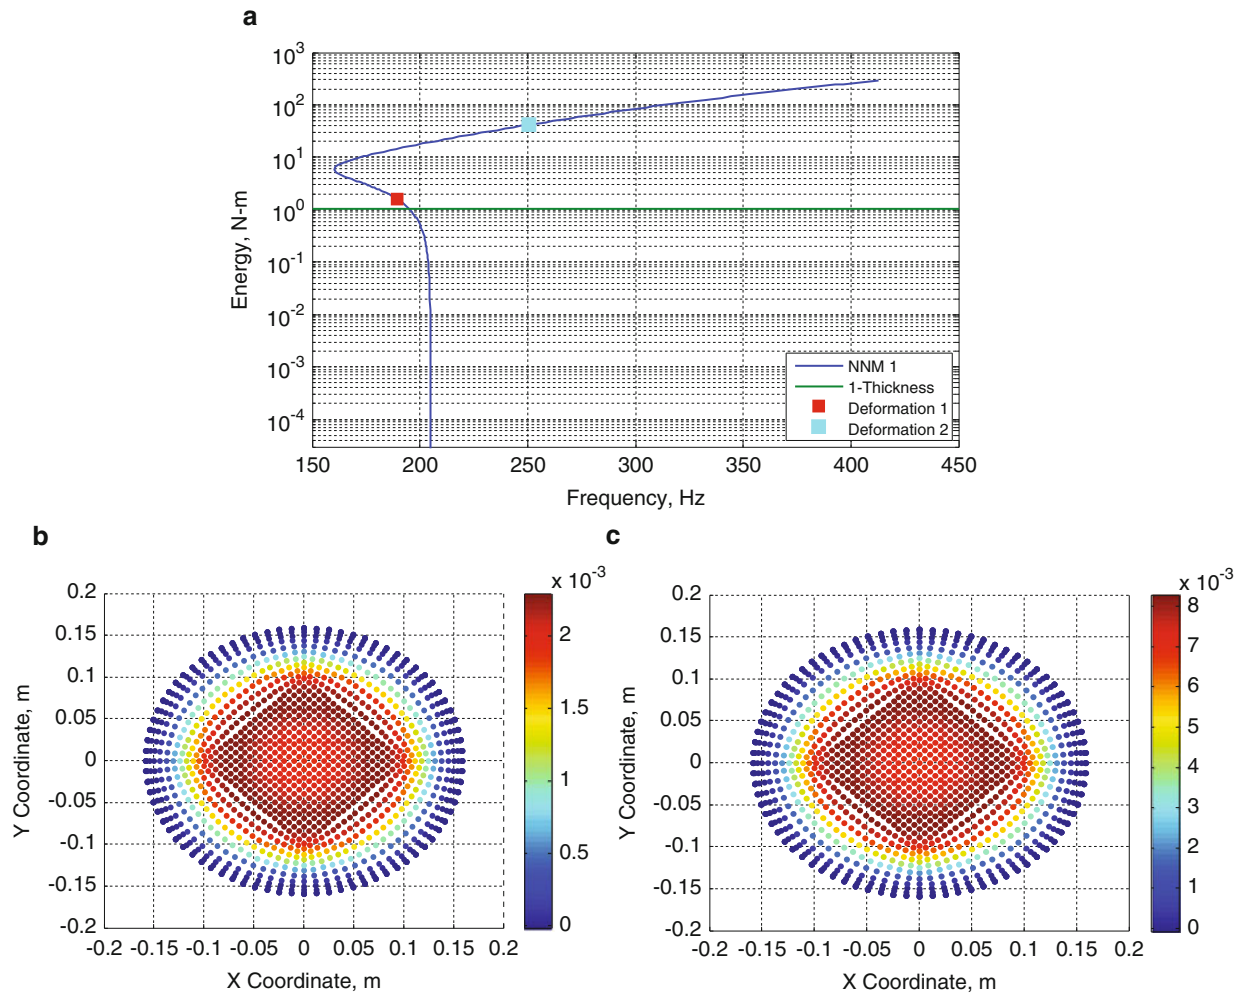 a
10^3
10^2
10^1
10^0
10^-1
10^-2
10^-3
10^-4
Energy, N-m
150 200 250 300 350 400 450
Frequency, Hz
NNM 1
1-Thickness
Deformation 1
Deformation 2
b
x 10^-3
0.2
0.15
0.1
0.05
0
-0.05
-0.1
-0.15
-0.2
Y Coordinate, m
-0.2 -0.15 -0.1 -0.05 0 0.05 0.1 0.15 0.2
X Coordinate, m
2
1.5
1
0.5
0
c
x 10^-3
0.2
0.15
0.1
0.05
0
-0.05
-0.1
-0.15
-0.2
Y Coordinate, m
-0.2 -0.15 -0.1 -0.05 0 0.05 0.1 0.15 0.2
X Coordinate, m
8
7
6
5
4
3
2
1
0